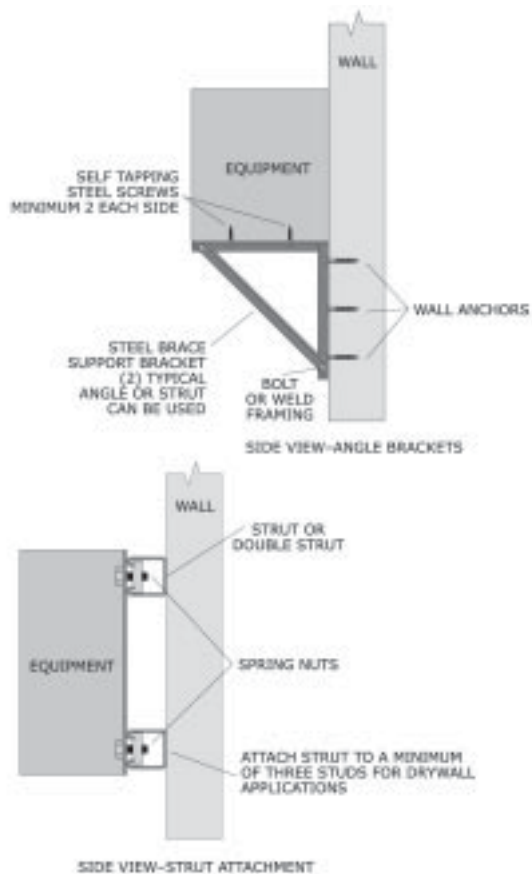 WALL
EQUIPMENT
SELF TAPPING
STEEL SCREWS
MINIMUM 2 EACH SIDE
WALL ANCHORS
STEEL BRACE
SUPPORT BRACKET
(2) TYPICAL
ANGLE OR STRUT
CAN BE USED
BOLT
OR WELD
FRAMING
SIDE VIEW–ANGLE BRACKETS
WALL
STRUT OR
DOUBLE STRUT
EQUIPMENT
SPRING NUTS
ATTACH STRUT TO A MINIMUM
OF THREE STUDS FOR DRYWALL
APPLICATIONS
SIDE VIEW–STRUT ATTACHMENT